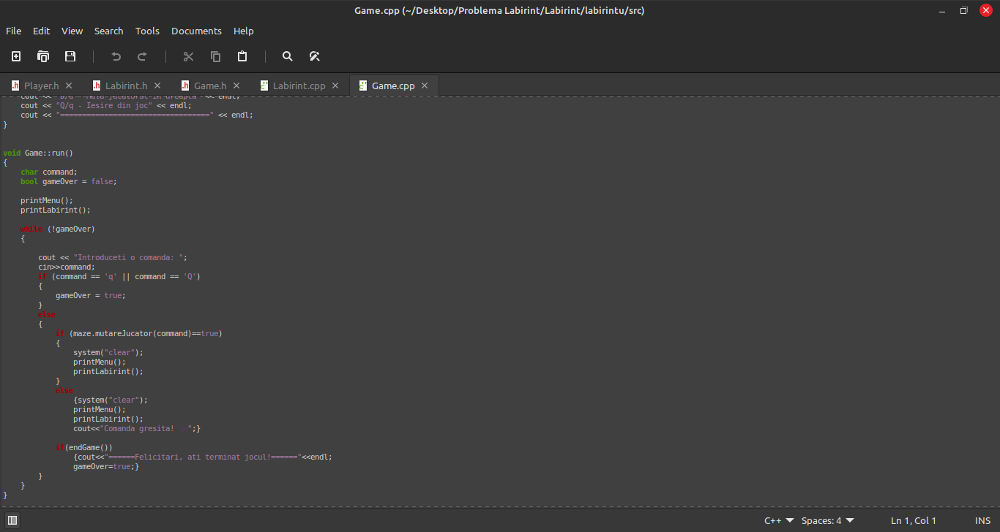 Game.cpp (~/Desktop/Problema Labirint/Labirint/labirintu/src)
File Edit View Search Tools Documents Help
Player.h Labirint.h Game.h Labirint.cpp Game.cpp
cout << "D/d - Muta jucatorul in dreapta" << endl;
cout << "Q/q - Iesire din joc" << endl;
cout << "==================================" << endl;
}
void Game::run()
{
char command;
bool gameOver = false;
printMenu();
printLabirint();
while (!gameOver)
{
cout << "Introduceti o comanda: ";
cin>>command;
if (command == 'q' || command == 'Q')
{
gameOver = true;
}
else
{
if (maze.mutareJucator(command)==true)
{
system("clear");
printMenu();
printLabirint();
}
else
{system("clear");
printMenu();
printLabirint();
cout<<"Comanda gresita! ";}
if(endGame())
{cout<<"======Felicitari, ati terminat jocul!======"<<endl;
gameOver=true;}
}
}
}
C++ Spaces: 4 Ln 1, Col 1 INS